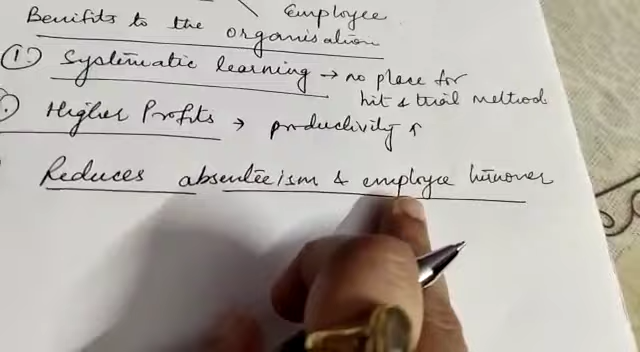 Employee
Benifits to the organisation
1. Systematic learning → no place for
hit & trial method
Higher Profits → productivity ↑
Reduces absenteeism & employee turnover